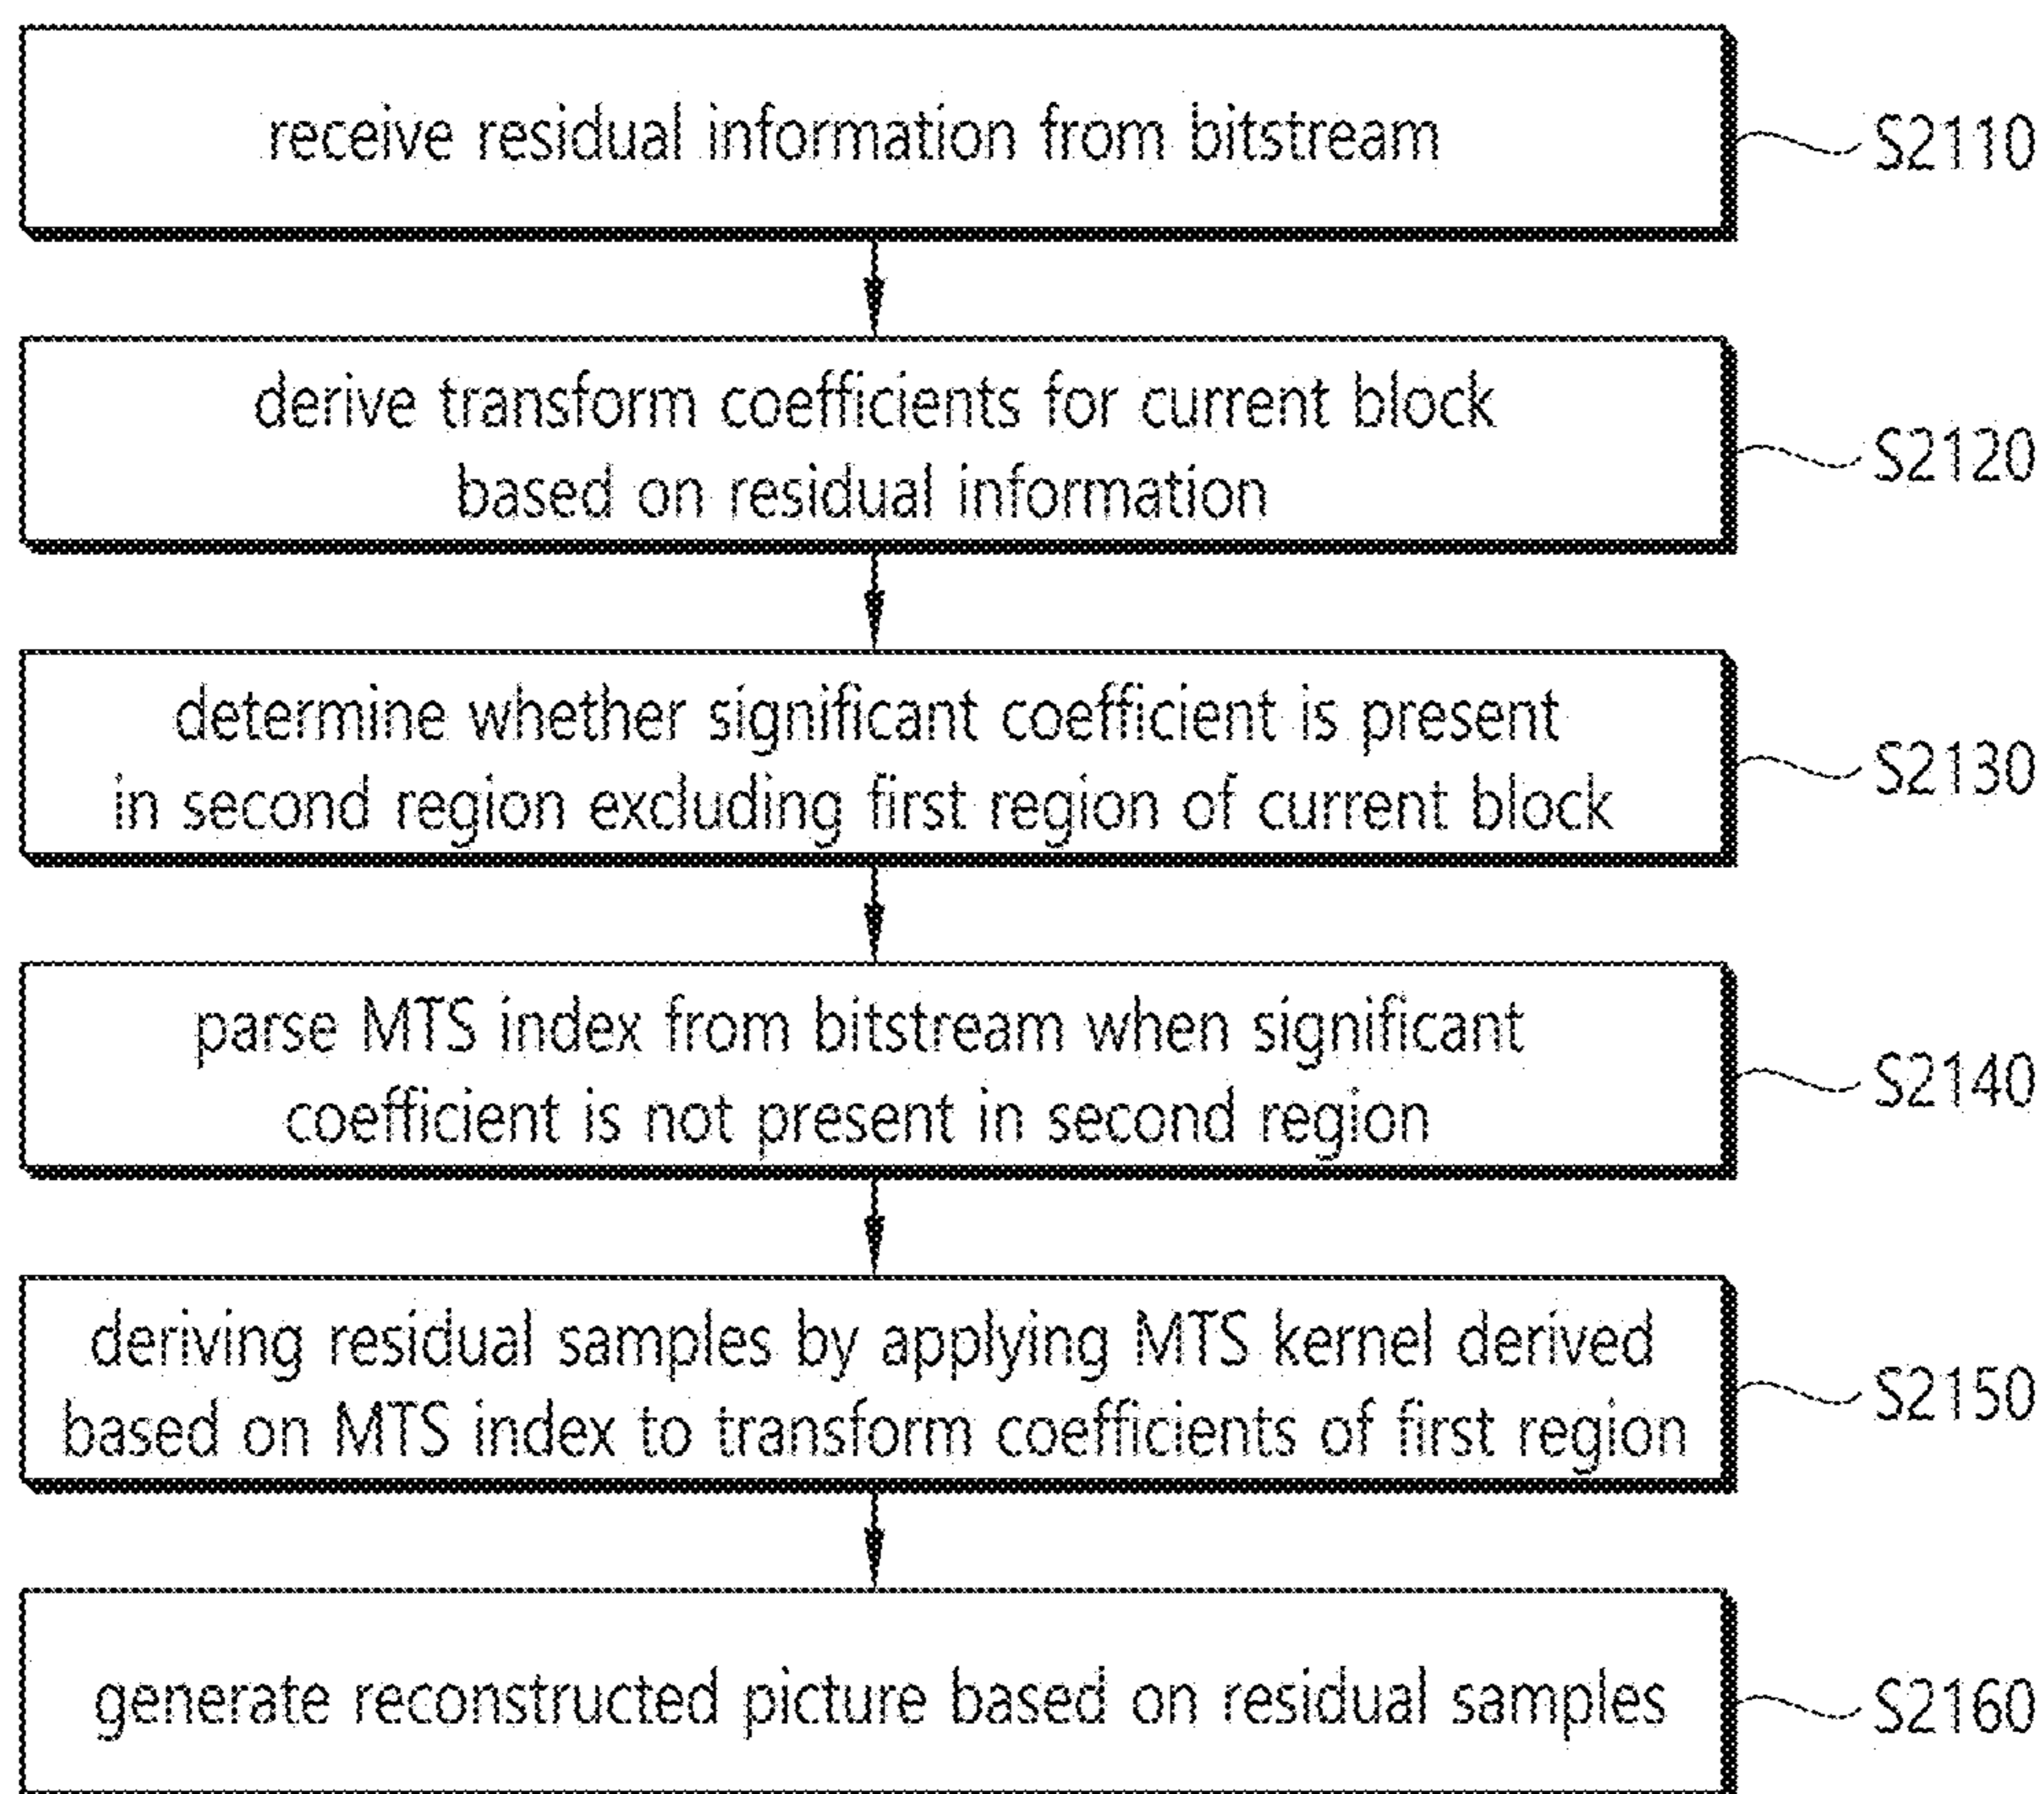 receive residual information from bitstream
S2110
derive transform coefficients for current block
based on residual information
S2120
determine whether significant coefficient is present
in second region excluding first region of current block
S2130
parse MTS index from bitstream when significant
coefficient is not present in second region
S2140
deriving residual samples by applying MTS kernel derived
based on MTS index to transform coefficients of first region
S2150
generate reconstructed picture based on residual samples
S2160